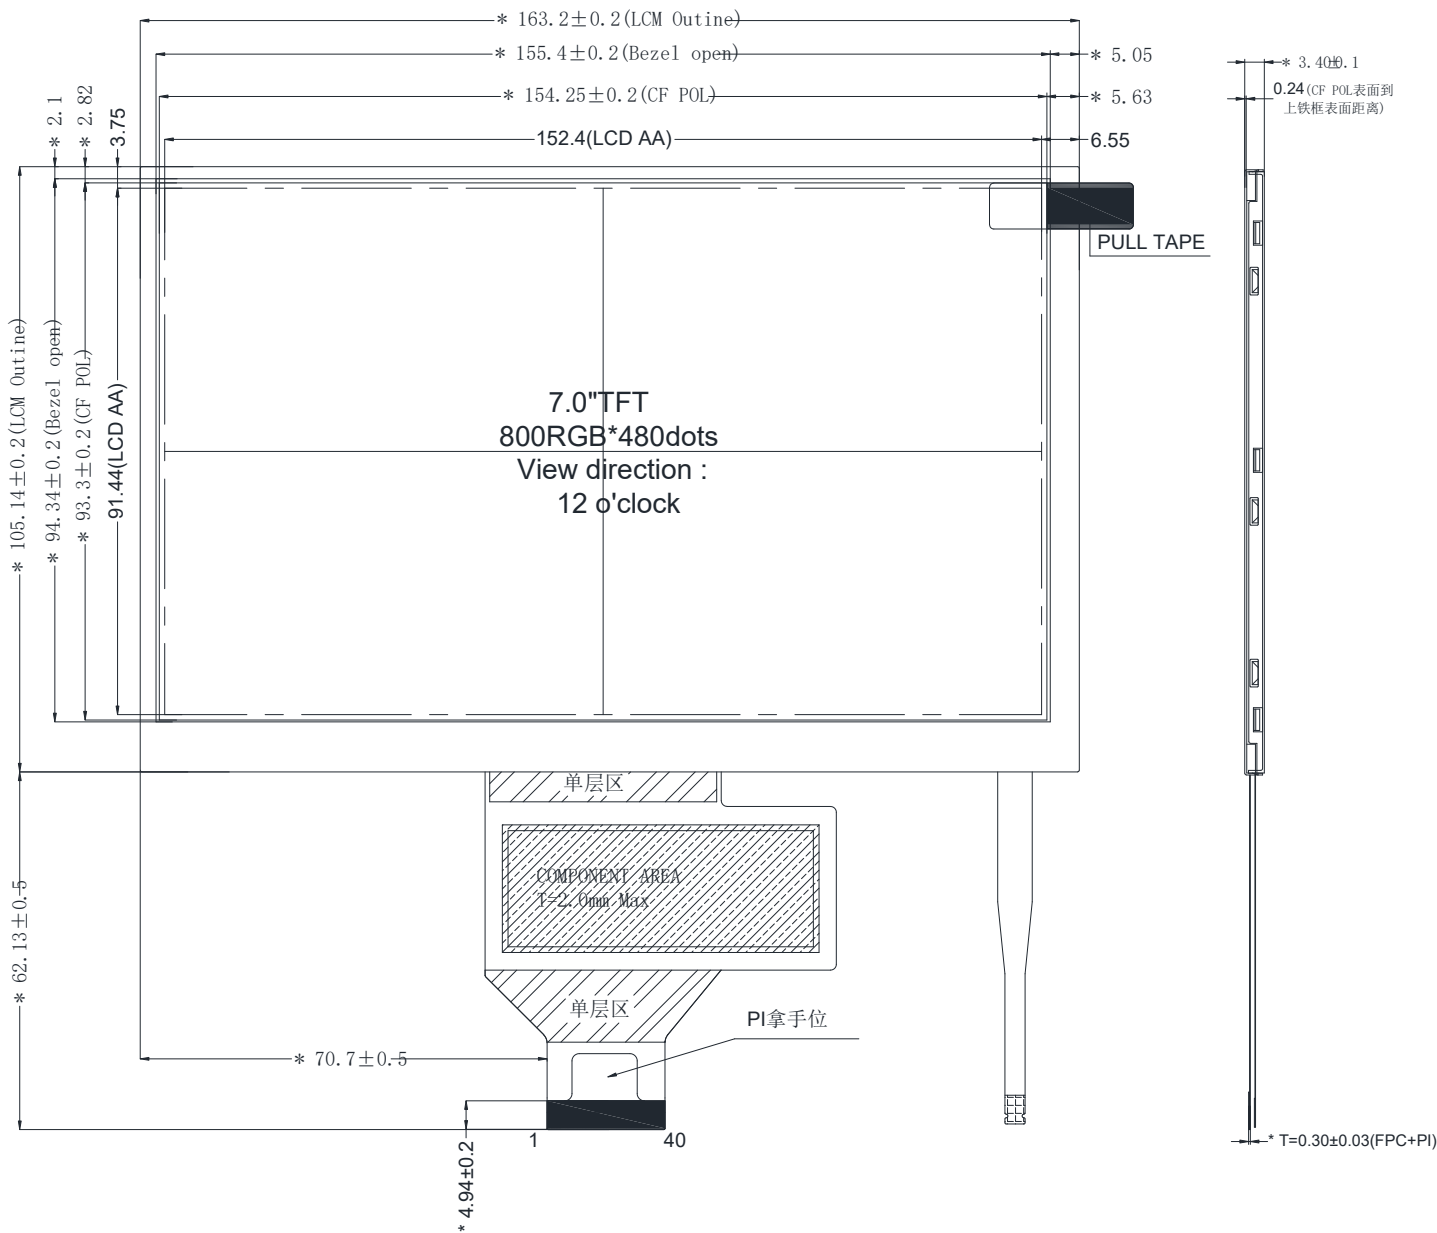 * 163.2±0.2(LCM Outine)
* 155.4±0.2(Bezel open)
* 5.05
* 154.25±0.2(CF POL)
* 5.63
152.4(LCD AA)
6.55
* 2.1
* 2.82
3.75
* 3.40±0.1
0.24(CF POL表面到
上铁框表面距离)
PULL TAPE
* 105.14±0.2(LCM Outine)
* 94.34±0.2(Bezel open)
* 93.3±0.2(CF POL)
91.44(LCD AA)
7.0"TFT
800RGB*480dots
View direction :
12 o'clock
单层区
COMPONENT AREA
T=2.0mm Max
* 62.13±0.5
单层区
PI拿手位
* 70.7±0.5
1
40
* 4.94±0.2
* T=0.30±0.03(FPC+PI)